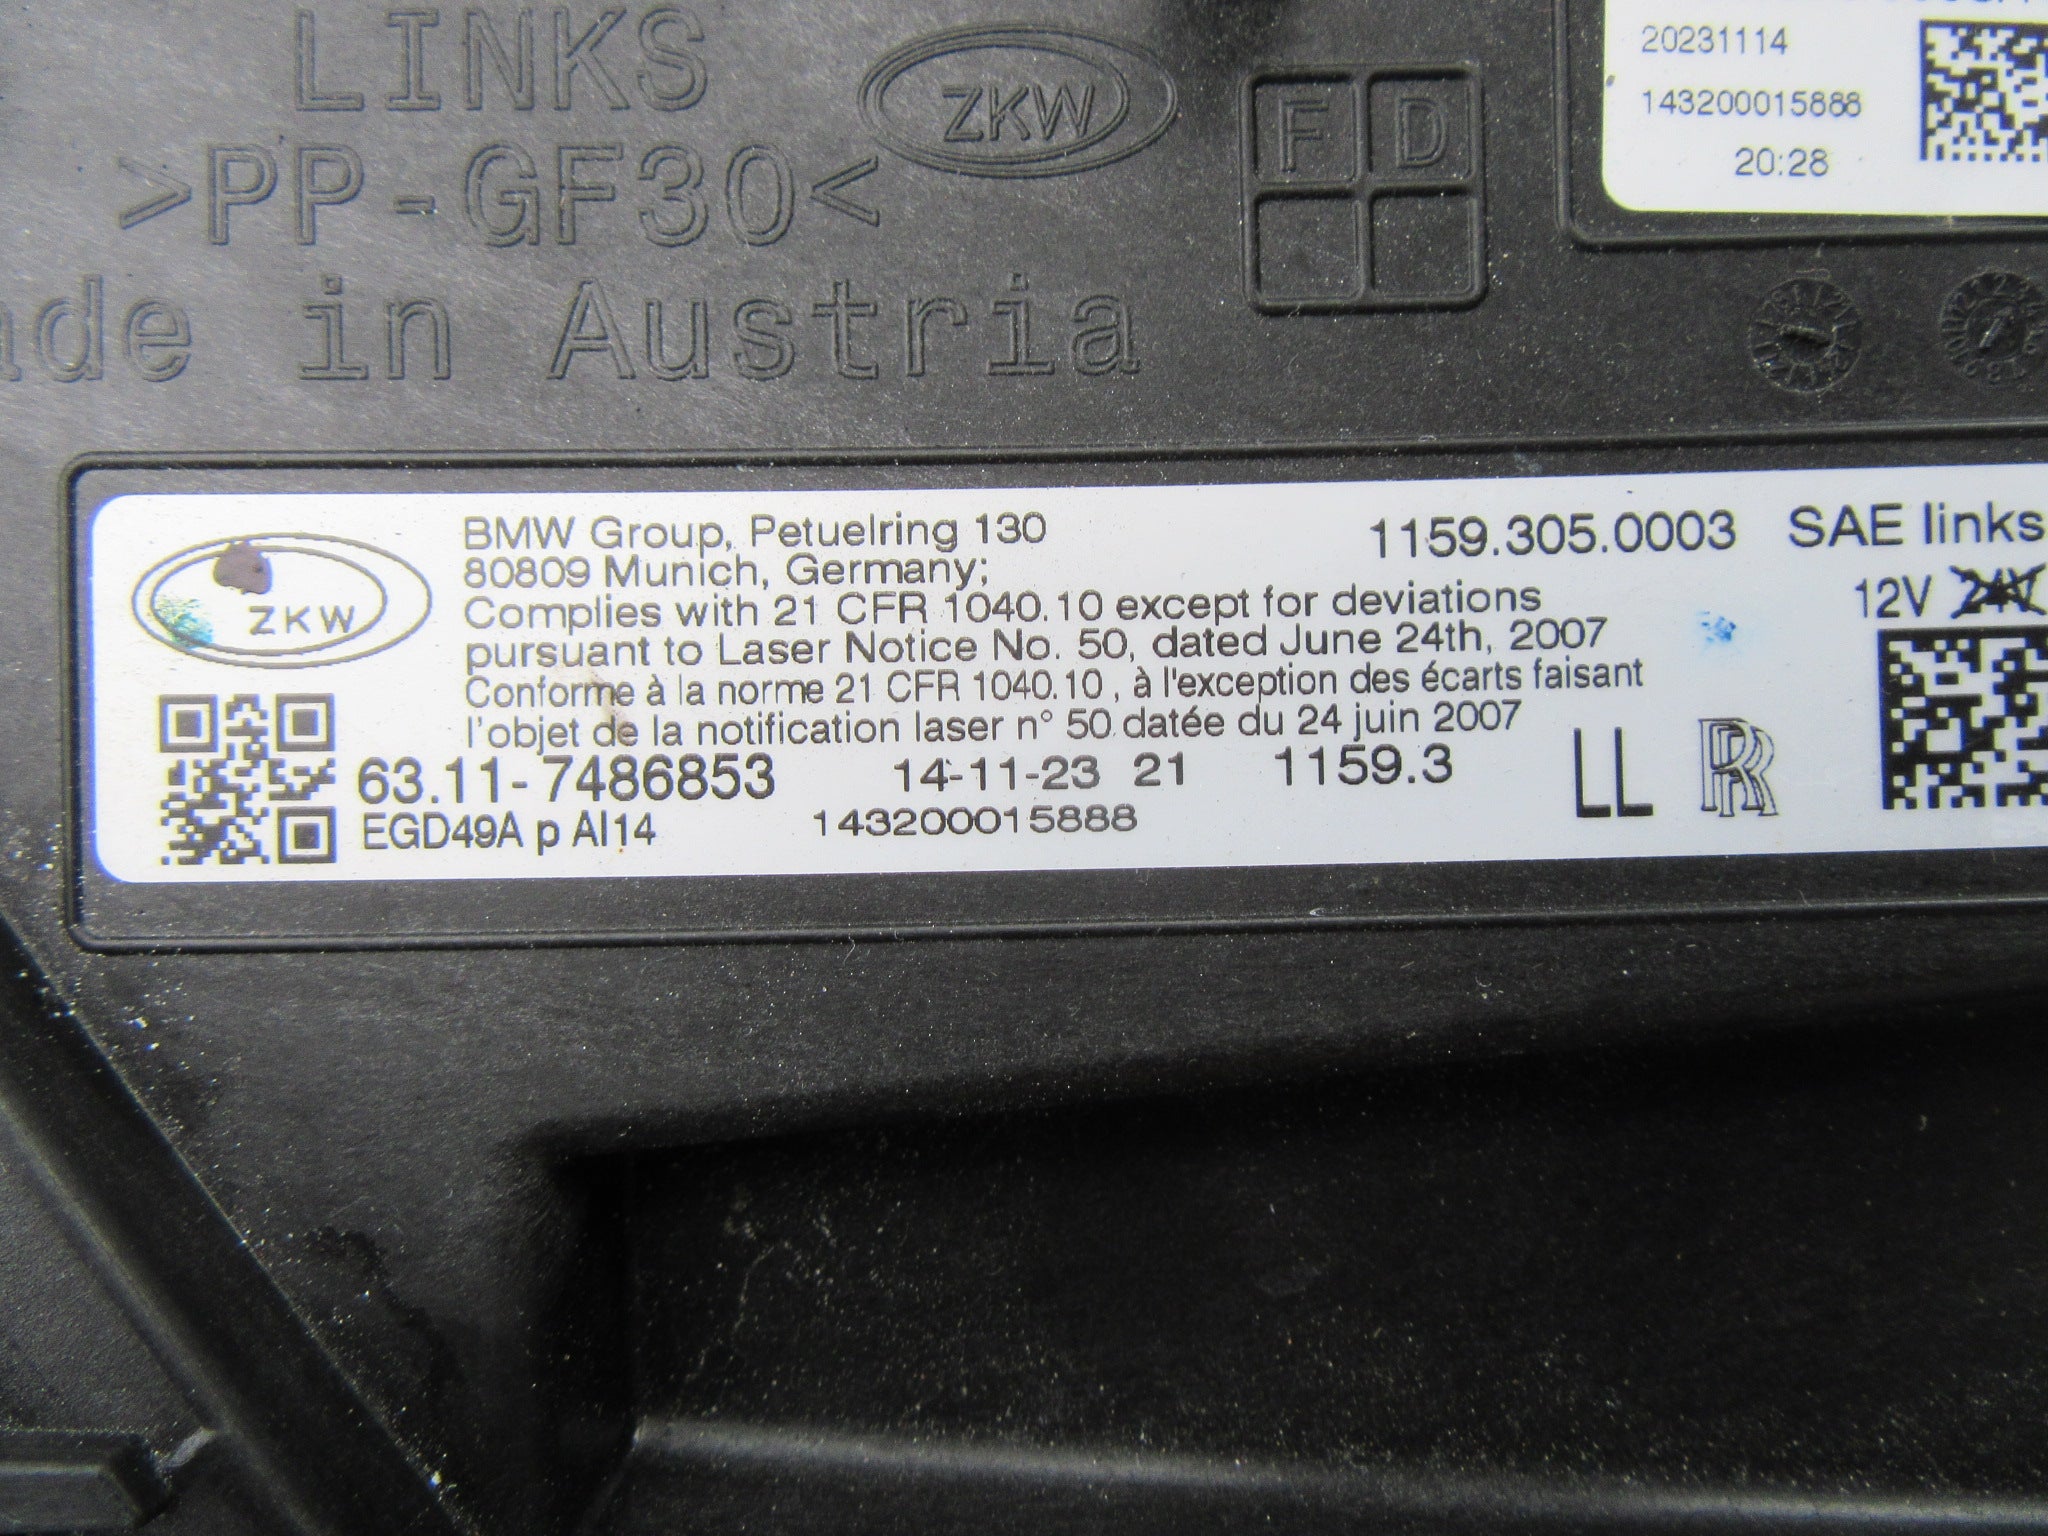 LINKS
ZKW
>PP-GF30<
ade in Austria
F D
20231114
143200015888
20:28
ZKW
BMW Group, Petuelring 130
80809 Munich, Germany;
Complies with 21 CFR 1040.10 except for deviations
pursuant to Laser Notice No. 50, dated June 24th, 2007
Conforme à la norme 21 CFR 1040.10, à l'exception des écarts faisant
l'objet de la notification laser n° 50 datée du 24 juin 2007
1159.305.0003 SAE links
12V 24V
63.11-7486853 14-11-23 21 1159.3
EGD49A p AI14 143200015888
LL RR